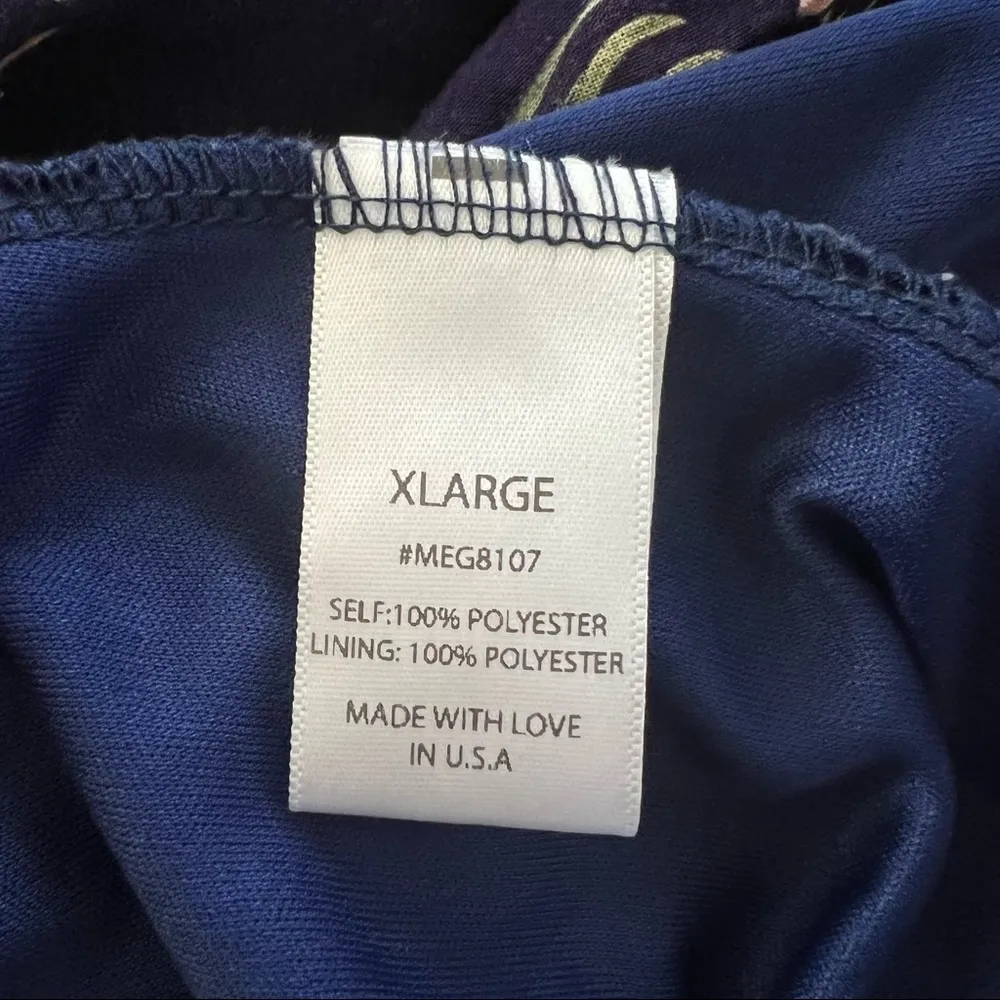 XLARGE
#MEG8107
SELF:100% POLYESTER
LINING: 100% POLYESTER
MADE WITH LOVE
IN U.S.A